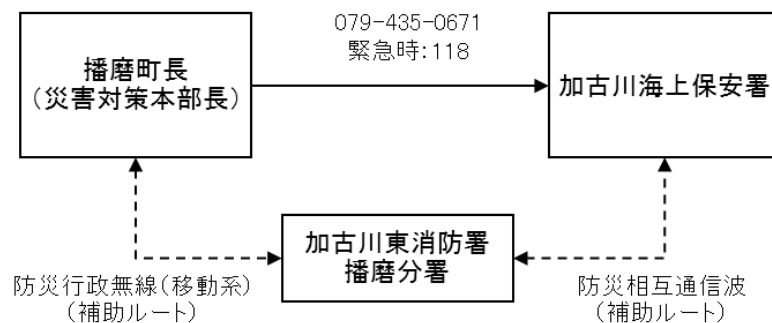 079-435-0671
緊急時:118
播磨町長
(災害対策本部長)
加古川海上保安署
加古川東消防署
播磨分署
防災行政無線(移動系)
(補助ルート)
防災相互通信波
(補助ルート)